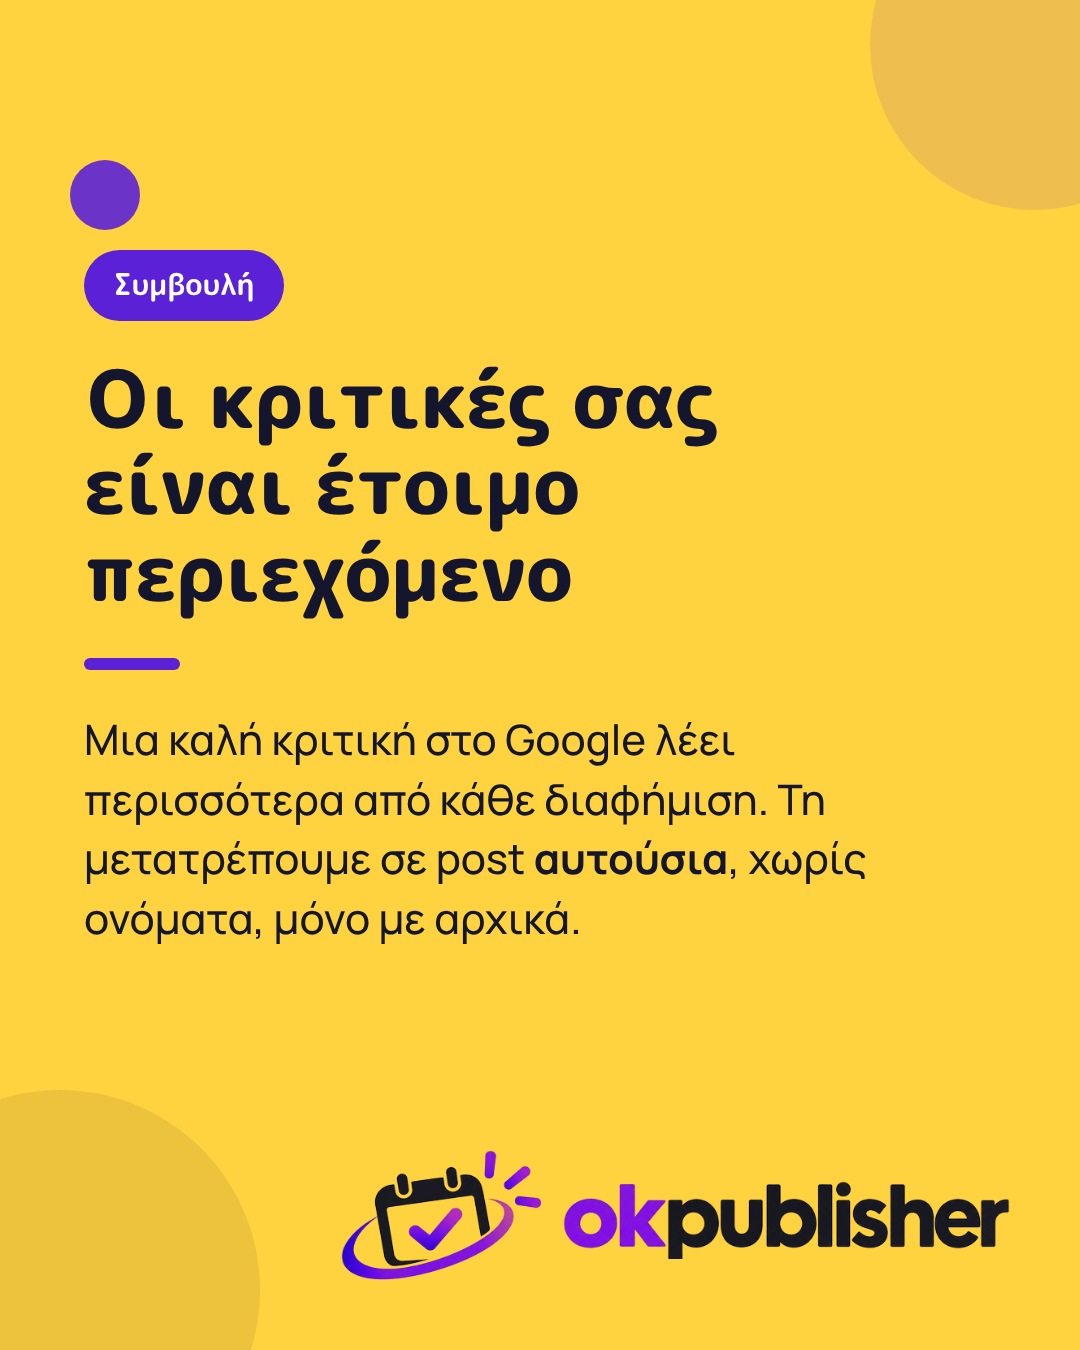 Συμβουλή
Οι κριτικές σας
είναι έτοιμο
περιεχόμενο
Μια καλή κριτική στο Google λέει
περισσότερα από κάθε διαφήμιση. Τη
μετατρέπουμε σε post αυτούσια, χωρίς
ονόματα, μόνο με αρχικά.
okpublisher